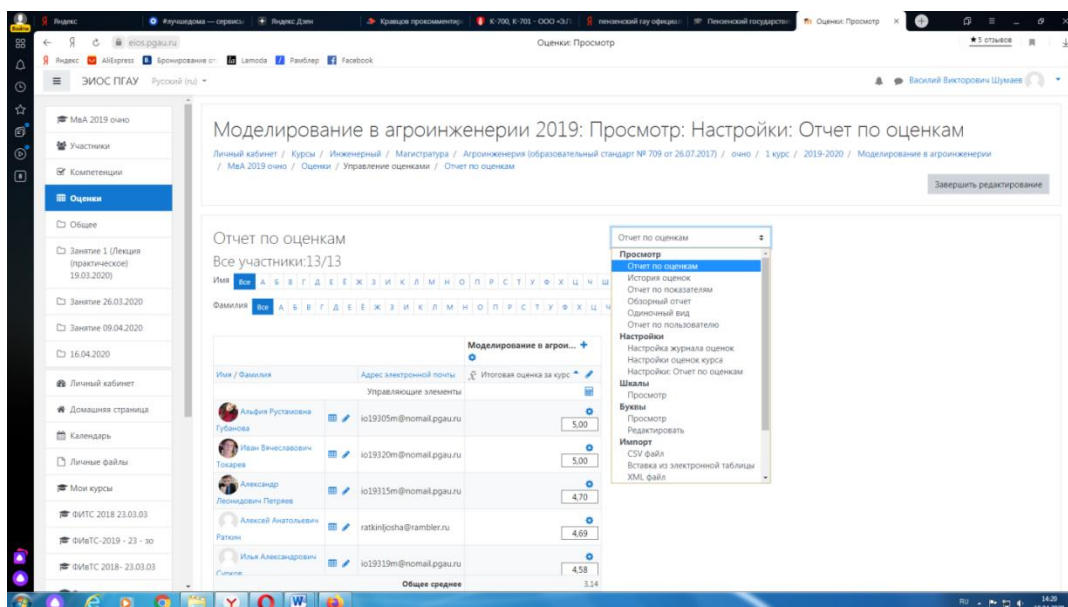 Войти
Яндекс
#лучшедома — сервисы
Яндекс.Дзен
Кравцов прокомментир
К-700, К-701 - ООО «ЗЛ
пензенский гау официал
Пензенский государстве
Оценки: Просмотр
eios.pgau.ru
Оценки: Просмотр
★ 5 отзывов
Яндекс
AliExpress
Бронирование от
Lamoda
Рамблер
Facebook
ЭИОС ПГАУ
Русский (ru)
Василий Викторович Шумаев
МвА 2019 очно
Участники
Компетенции
Оценки
Общее
Занятие 1 (Лекция
(практическое)
19.03.2020)
Занятие 26.03.2020
Занятие 09.04.2020
16.04.2020
Личный кабинет
Домашняя страница
Календарь
Личные файлы
Мои курсы
ФИТС 2018 23.03.03
ФИвТС-2019 - 23 - зо
ФИвТС 2018- 23.03.03
Моделирование в агроинженерии 2019: Просмотр: Настройки: Отчет по оценкам
Личный кабинет / Курсы / Инженерный / Магистратура / Агроинженерия (образовательный стандарт № 709 от 26.07.2017) / очно / 1 курс / 2019-2020 / Моделирование в агроинженерии
/ МвА 2019 очно / Оценки / Управление оценками / Отчет по оценкам
Завершить редактирование
Отчет по оценкам
Все участники:13/13
Имя Все А Б В Г Д Е Ё Ж З И К Л М Н О П Р С Т У Ф Х Ц Ч Ш
Фамилия Все А Б В Г Д Е Ё Ж З И К Л М Н О П Р С Т У Ф Х Ц Ч
Отчет по оценкам
Просмотр
Отчет по оценкам
История оценок
Отчет по показателям
Обзорный отчет
Одиночный вид
Отчет по пользователю
Настройки
Настройка журнала оценок
Настройки оценок курса
Настройки: Отчет по оценкам
Шкалы
Просмотр
Буквы
Просмотр
Редактировать
Импорт
CSV файл
Вставка из электронной таблицы
XML файл
Моделирование в агрои...
Имя / Фамилия
Адрес электронной почты
Итоговая оценка за курс
Управляющие элементы
Альфия Рустамовна
Губанова
io19305m@nomail.pgau.ru
5,00
Иван Вячеславович
Токарев
io19320m@nomail.pgau.ru
5,00
Александр
Леонидович Петряев
io19315m@nomail.pgau.ru
4,70
Алексей Анатольевич
Раткин
ratkinljosha@rambler.ru
4,69
Илья Александрович
io19319m@nomail.pgau.ru
4,58
Общее среднее
3,14
RU
14:20